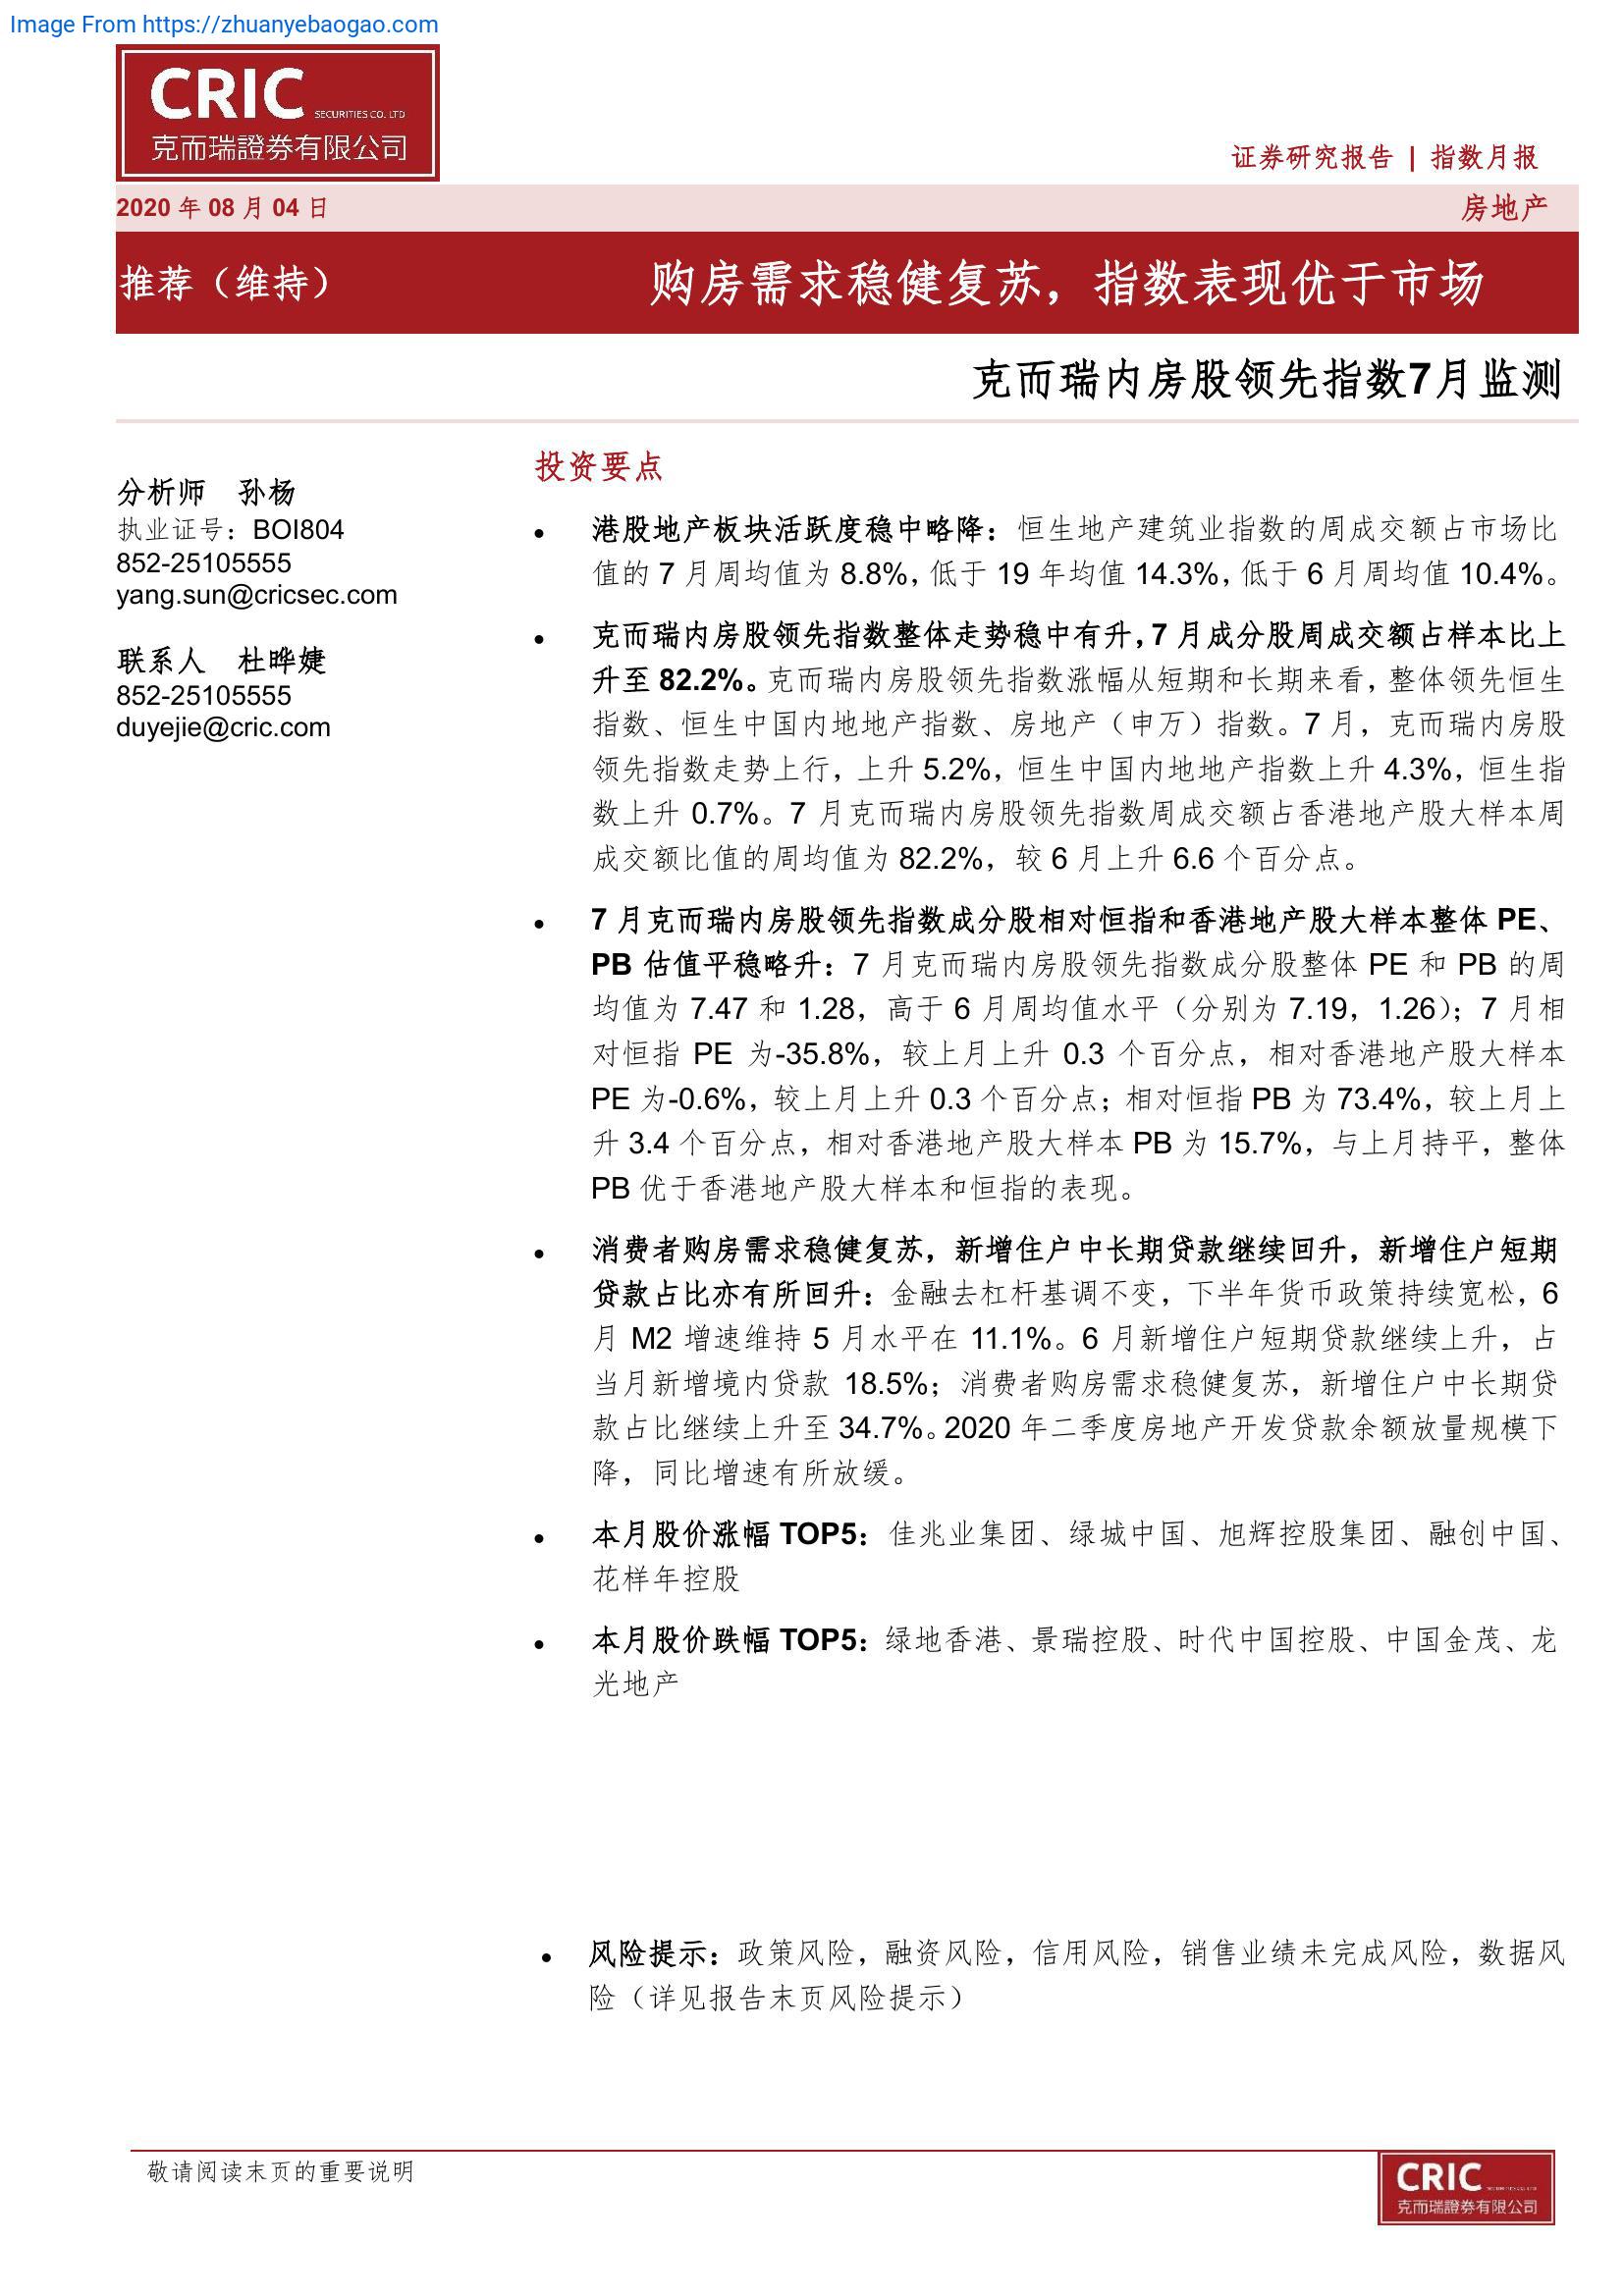 Image From https://zhuanyebaogao.com
CRIC SECURITIES CO. LTD
克而瑞證券有限公司
证券研究报告 | 指数月报
2020 年 08 月 04 日
房地产
推荐（维持）
购房需求稳健复苏，指数表现优于市场
克而瑞内房股领先指数7月监测
分析师 孙杨
执业证号：BOI804
852-25105555
yang.sun@cricsec.com
联系人 杜晔婕
852-25105555
duyejie@cric.com
投资要点
● 港股地产板块活跃度稳中略降：恒生地产建筑业指数的周成交额占市场比
值的 7 月周均值为 8.8%，低于 19 年均值 14.3%，低于 6 月周均值 10.4%。
● 克而瑞内房股领先指数整体走势稳中有升，7 月成分股周成交额占样本比上
升至 82.2%。克而瑞内房股领先指数涨幅从短期和长期来看，整体领先恒生
指数、恒生中国内地地产指数、房地产（申万）指数。7 月，克而瑞内房股
领先指数走势上行，上升 5.2%，恒生中国内地地产指数上升 4.3%，恒生指
数上升 0.7%。7 月克而瑞内房股领先指数周成交额占香港地产股大样本周
成交额比值的周均值为 82.2%，较 6 月上升 6.6 个百分点。
● 7 月克而瑞内房股领先指数成分股相对恒指和香港地产股大样本整体 PE、
PB 估值平稳略升：7 月克而瑞内房股领先指数成分股整体 PE 和 PB 的周
均值为 7.47 和 1.28，高于 6 月周均值水平（分别为 7.19，1.26）；7 月相
对恒指 PE 为-35.8%，较上月上升 0.3 个百分点，相对香港地产股大样本
PE 为-0.6%，较上月上升 0.3 个百分点；相对恒指 PB 为 73.4%，较上月上
升 3.4 个百分点，相对香港地产股大样本 PB 为 15.7%，与上月持平，整体
PB 优于香港地产股大样本和恒指的表现。
● 消费者购房需求稳健复苏，新增住户中长期贷款继续回升，新增住户短期
贷款占比亦有所回升：金融去杠杆基调不变，下半年货币政策持续宽松，6
月 M2 增速维持 5 月水平在 11.1%。6 月新增住户短期贷款继续上升，占
当月新增境内贷款 18.5%；消费者购房需求稳健复苏，新增住户中长期贷
款占比继续上升至 34.7%。2020 年二季度房地产开发贷款余额放量规模下
降，同比增速有所放缓。
● 本月股价涨幅 TOP5：佳兆业集团、绿城中国、旭辉控股集团、融创中国、
花样年控股
● 本月股价跌幅 TOP5：绿地香港、景瑞控股、时代中国控股、中国金茂、龙
光地产
● 风险提示：政策风险，融资风险，信用风险，销售业绩未完成风险，数据风
险（详见报告末页风险提示）
敬请阅读末页的重要说明
CRIC
克而瑞證券有限公司